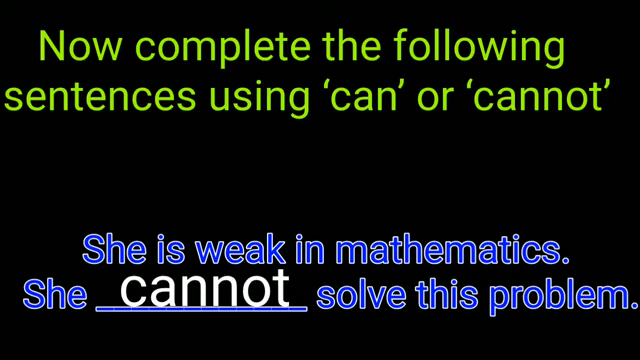 Now complete the following
sentences using ‘can’ or ‘cannot’
She is weak in mathematics.
She cannot solve this problem.